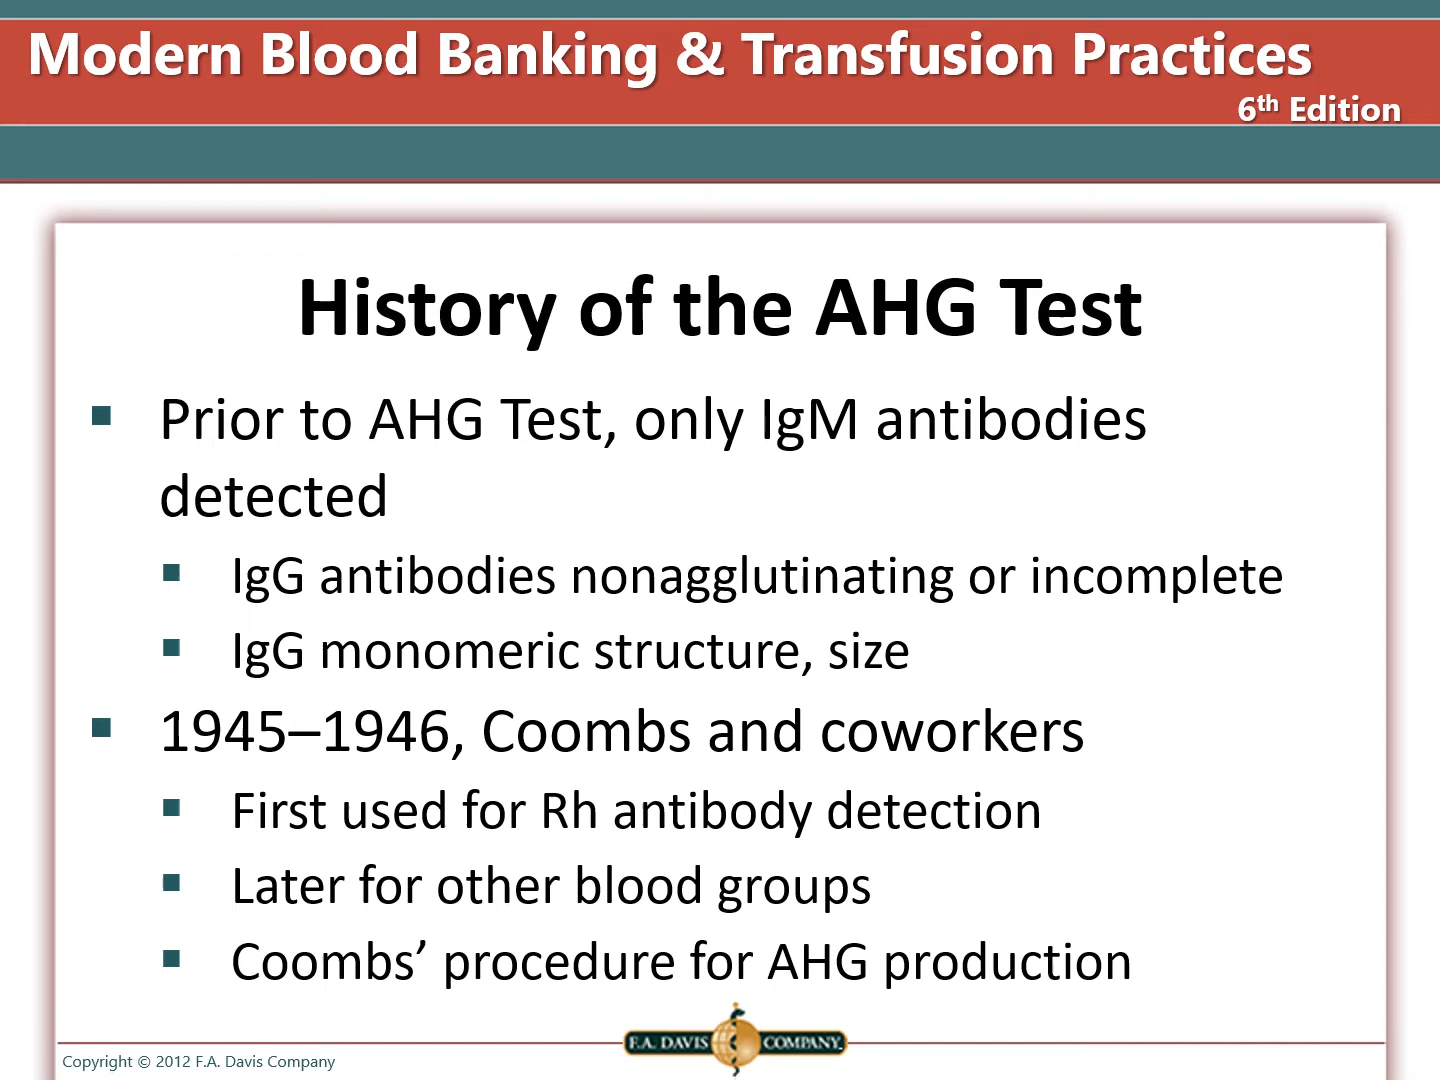 Modern Blood Banking & Transfusion Practices
6th Edition
History of the AHG Test
▪ Prior to AHG Test, only IgM antibodies
detected
▪ IgG antibodies nonagglutinating or incomplete
▪ IgG monomeric structure, size
▪ 1945–1946, Coombs and coworkers
▪ First used for Rh antibody detection
▪ Later for other blood groups
▪ Coombs’ procedure for AHG production
F.A. DAVIS COMPANY.
Copyright © 2012 F.A. Davis Company